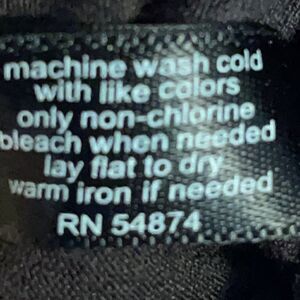 machine wash cold
with like colors
only non-chlorine
bleach when needed
lay flat to dry
warm iron if needed
RN 54874